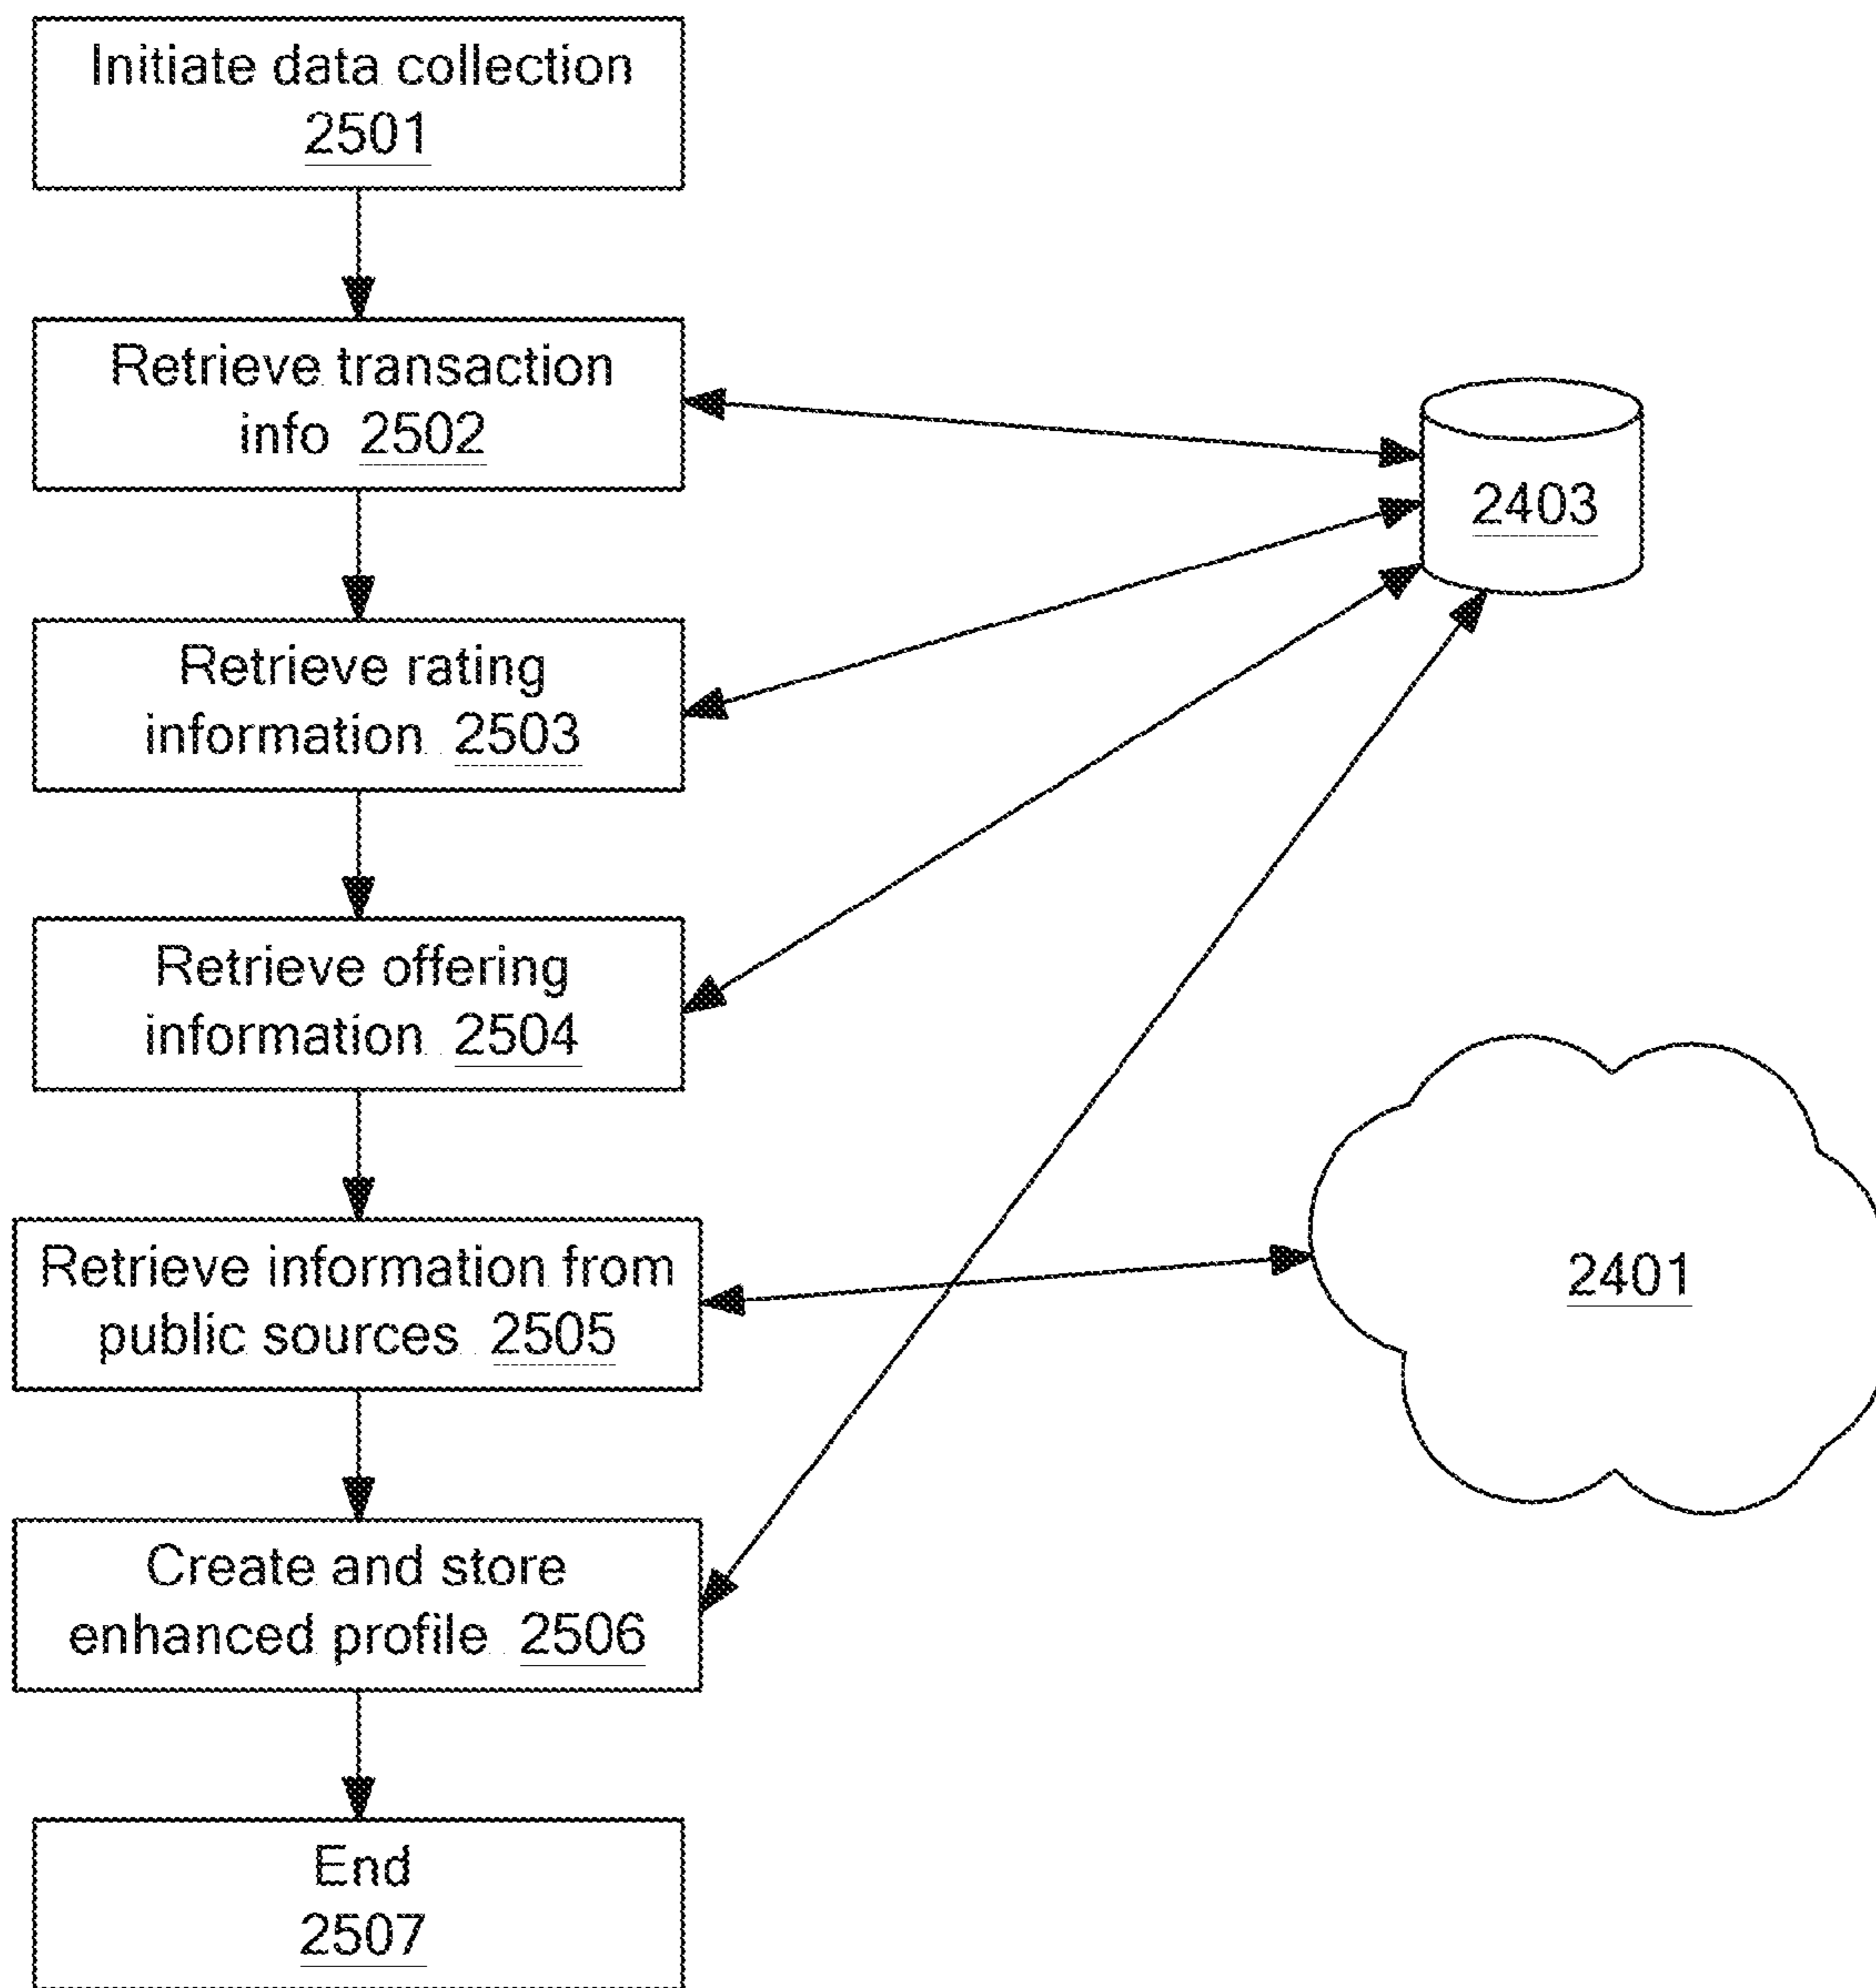 Initiate data collection
2501
Retrieve transaction
info 2502
2403
Retrieve rating
information 2503
Retrieve offering
information 2504
Retrieve information from
public sources 2505
2401
Create and store
enhanced profile 2506
End
2507